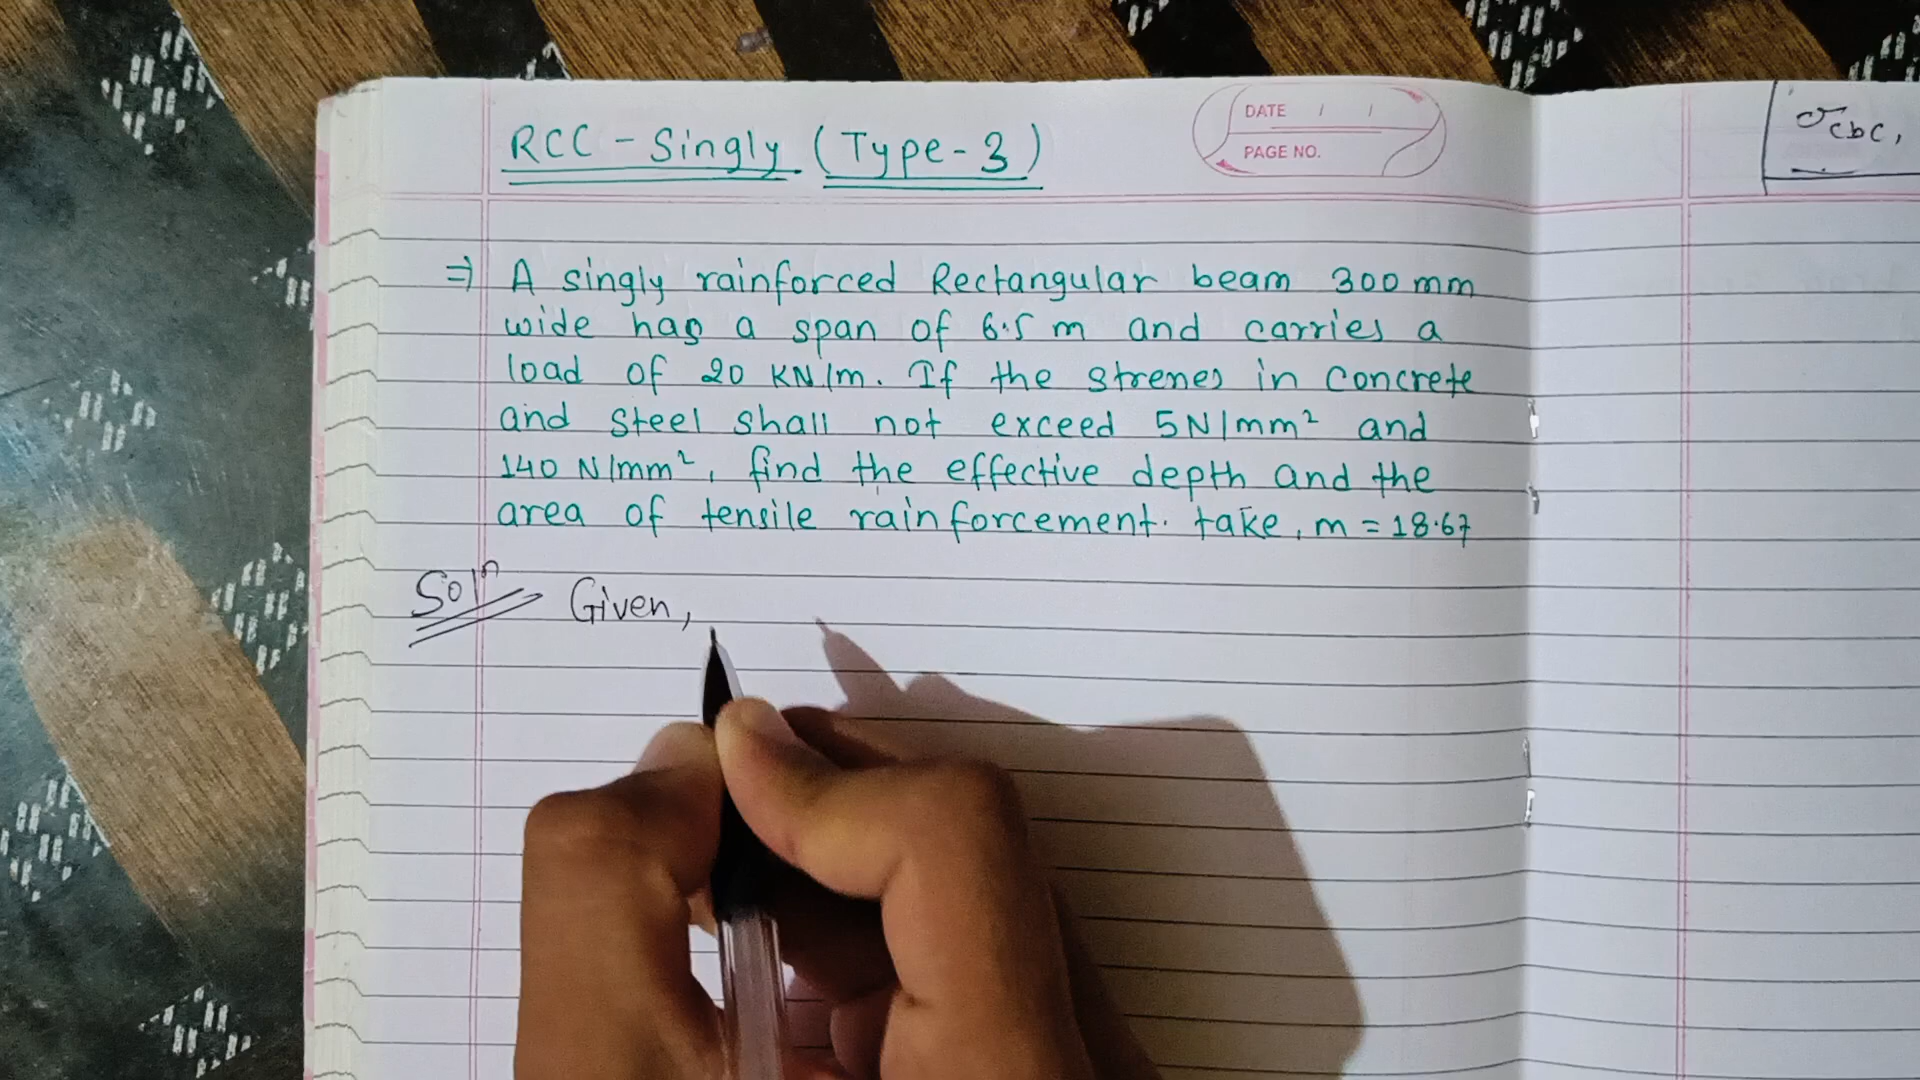 RCC - Singly (Type-3)
DATE / /
PAGE NO.
σcbc,
⇒ A singly rainforced Rectangular beam 300 mm
wide has a span of 6.5 m and carries a
load of 20 KN/m. If the strenes in concrete
and steel shall not exceed 5N/mm² and
140 N/mm², find the effective depth and the
area of tensile rainforcement. take, m = 18.67
Solⁿ Given,